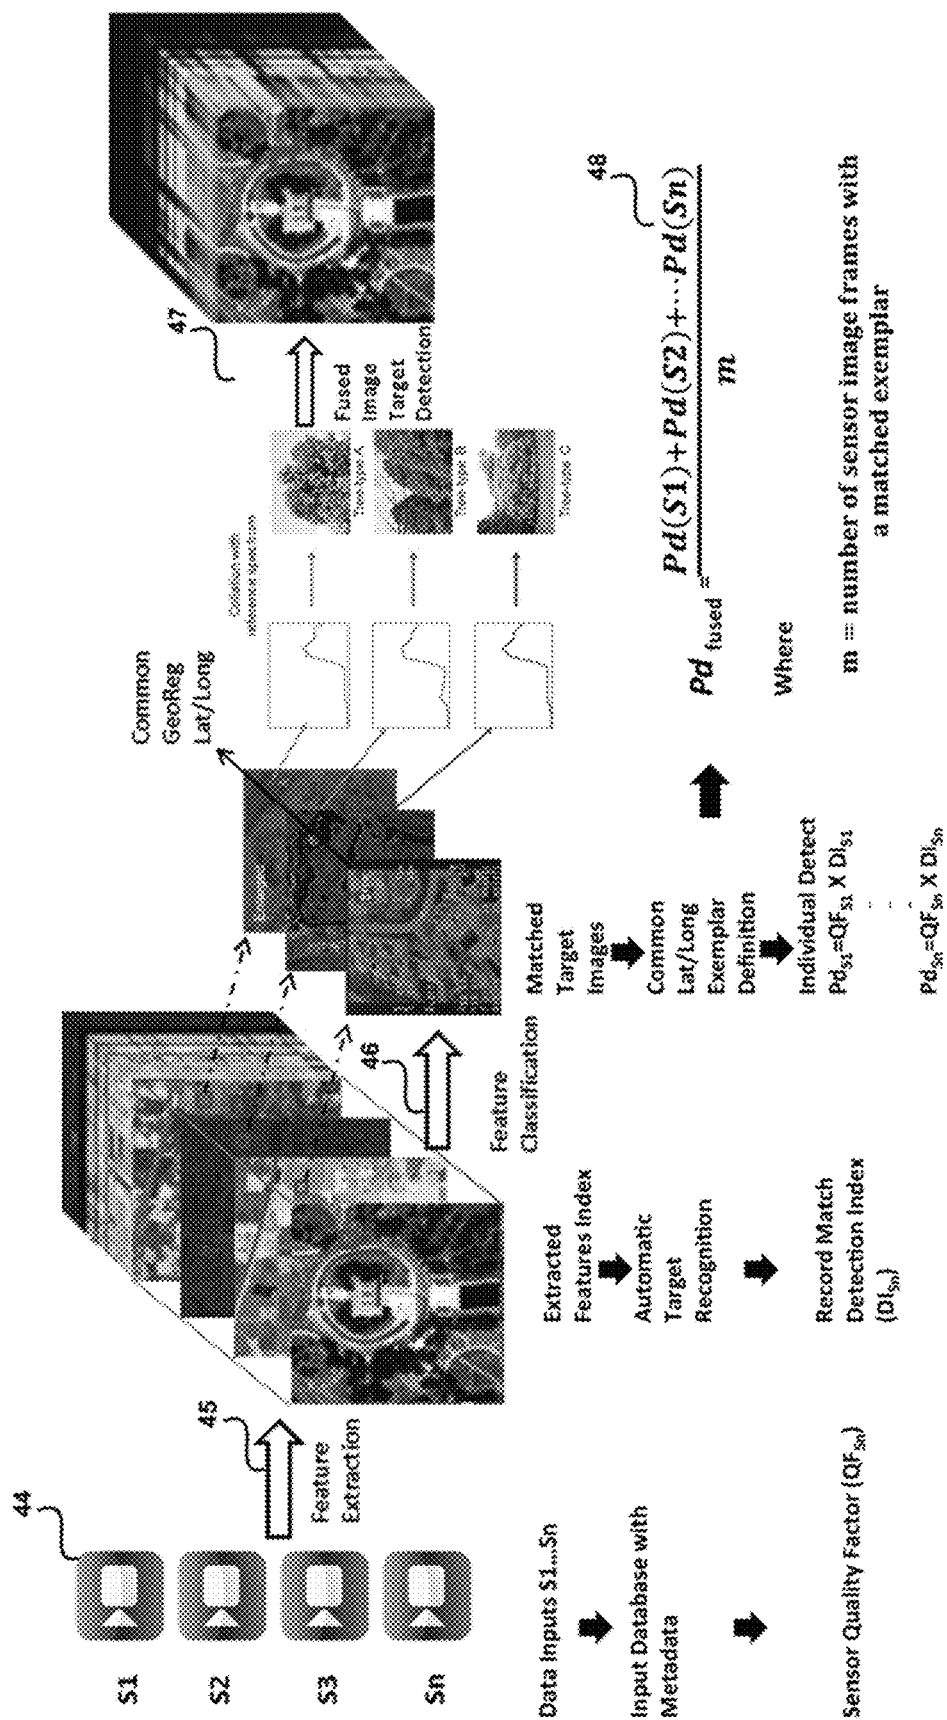 S1
S2
S3
Sn
44
Feature
Extraction
45
Feature
Classification
46
Common
GeoReg
Lat/Long
Tree-type A
Tree-type B
Tree-type C
Fused
Image
Target
Detection
47
Data Inputs S1...Sn
Input Database with
Metadata
Sensor Quality Factor (QFSn)
Extracted
Features Index
Automatic
Target
Recognition
Record Match
Detection Index
(DISn)
Matched
Target
Images
Common
Lat/Long
Exemplar
Definition
Individual Detect
PdS1=QFS1 X DIS1
PdSn=QFSn X DISn
Pd fused = Pd(S1)+Pd(S2)+···Pd(Sn)
m
48
Where
m = number of sensor image frames with
a matched exemplar